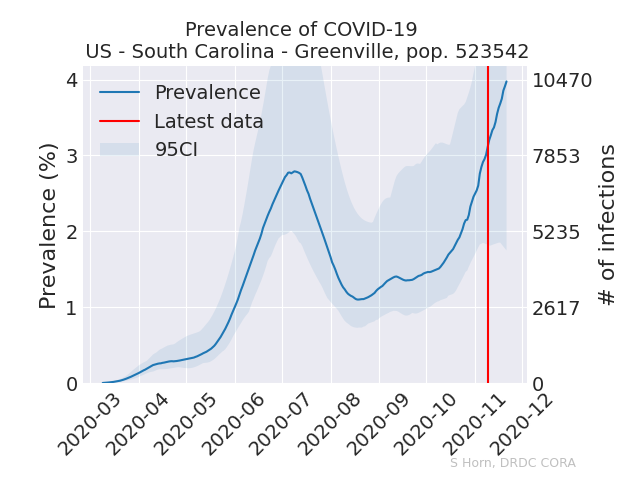 Prevalence of COVID-19
US - South Carolina - Greenville, pop. 523542
Prevalence
Latest data
95CI
Prevalence (%)
4
3
2
1
0
10470
7853
5235
2617
0
# of infections
2020-03
2020-04
2020-05
2020-06
2020-07
2020-08
2020-09
2020-10
2020-11
2020-12
S Horn, DRDC CORA